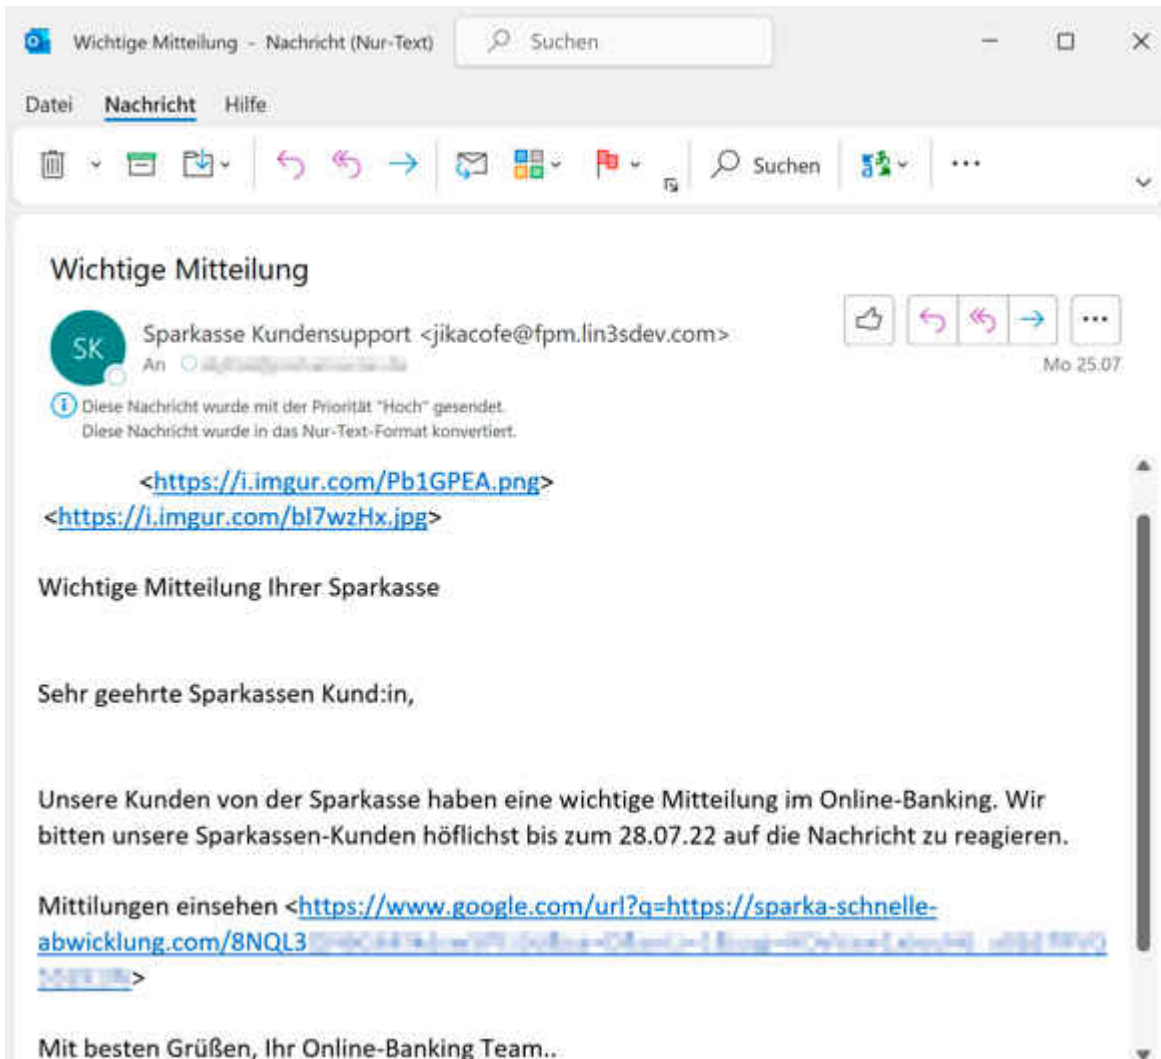 Wichtige Mitteilung - Nachricht (Nur-Text)
Suchen
Datei Nachricht Hilfe
Suchen
Wichtige Mitteilung
SK
Sparkasse Kundensupport <jikacofe@fpm.lin3sdev.com>
An
Mo 25.07
Diese Nachricht wurde mit der Priorität "Hoch" gesendet.
Diese Nachricht wurde in das Nur-Text-Format konvertiert.
<https://i.imgur.com/Pb1GPEA.png>
<https://i.imgur.com/bI7wzHx.jpg>
Wichtige Mitteilung Ihrer Sparkasse
Sehr geehrte Sparkassen Kund:in,
Unsere Kunden von der Sparkasse haben eine wichtige Mitteilung im Online-Banking. Wir
bitten unsere Sparkassen-Kunden höflichst bis zum 28.07.22 auf die Nachricht zu reagieren.
Mittilungen einsehen <https://www.google.com/url?q=https://sparka-schnelle-
abwicklung.com/8NQL3
>
Mit besten Grüßen, Ihr Online-Banking Team..